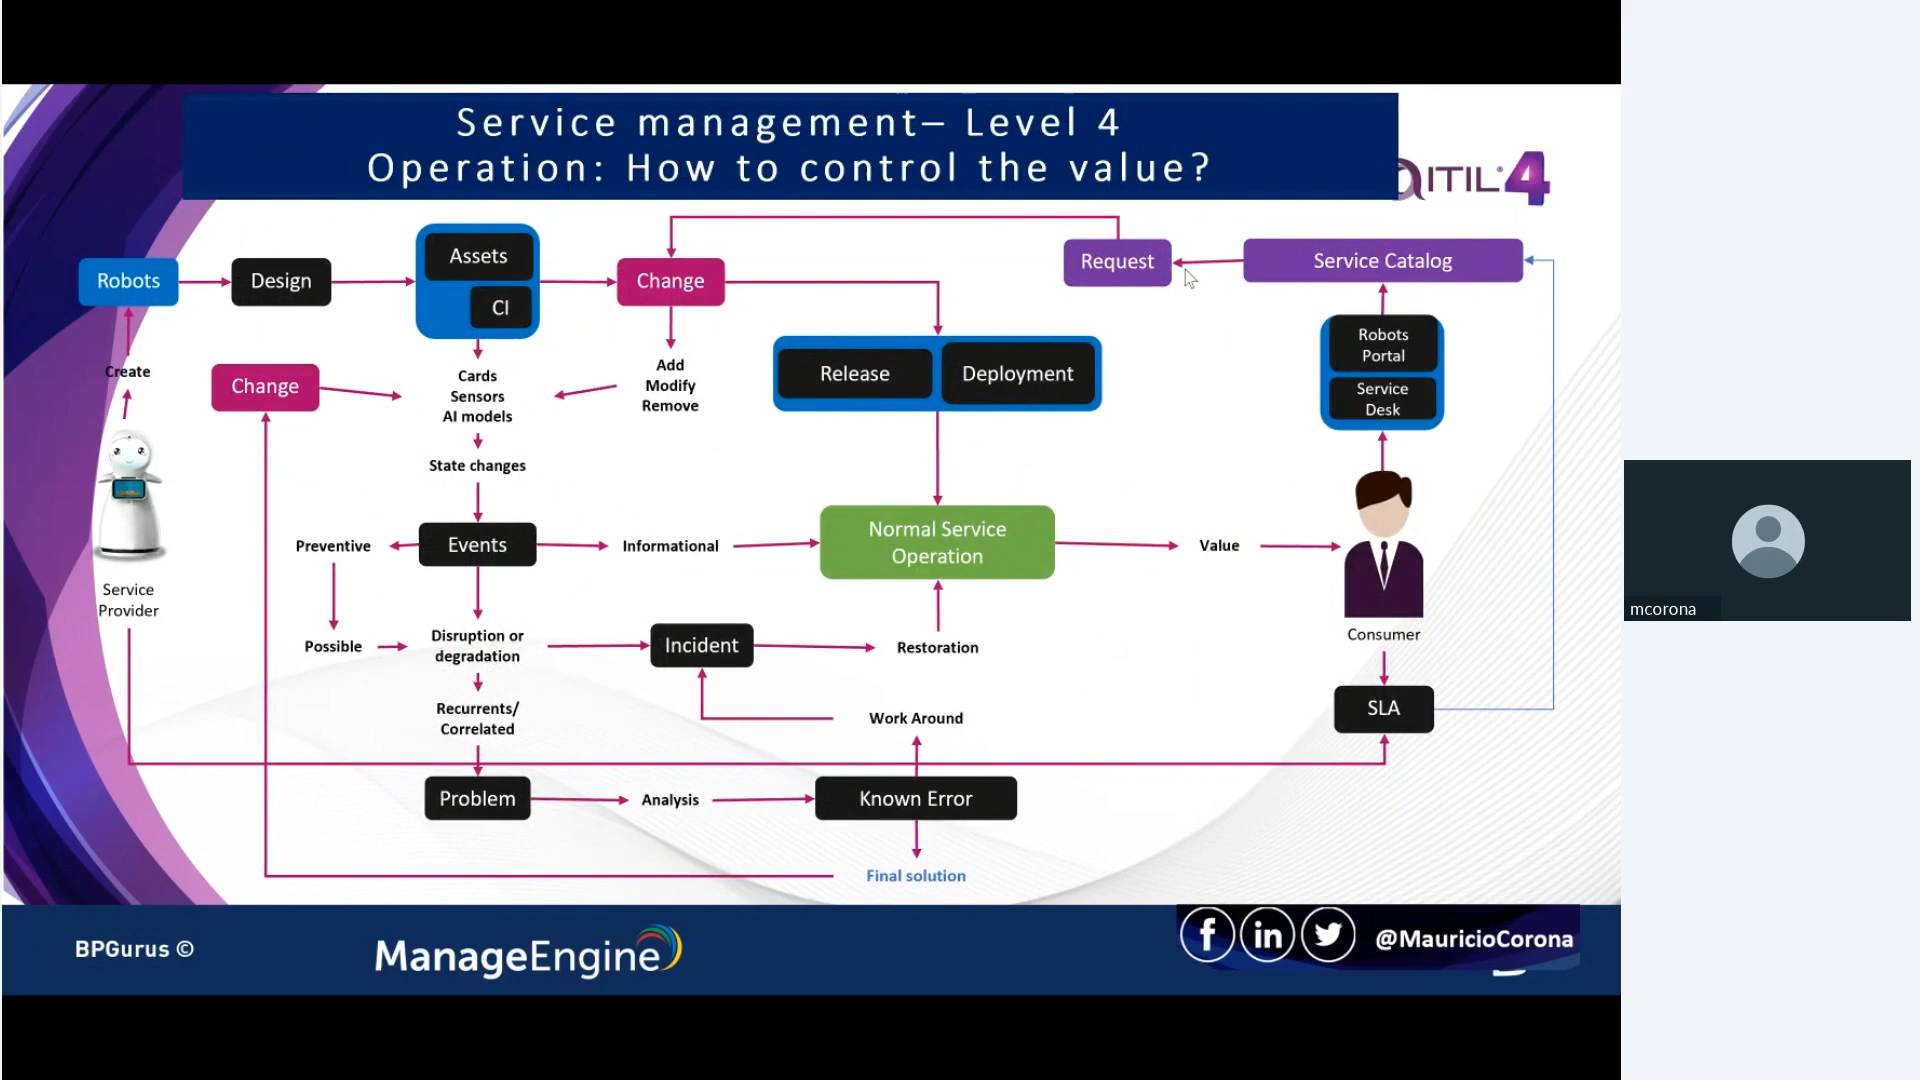 Service management– Level 4
Operation: How to control the value?
ITIL® 4
Robots
Design
Assets
CI
Change
Request
Service Catalog
Create
Change
Cards
Sensors
AI models
Add
Modify
Remove
Release
Deployment
Robots
Portal
Service
Desk
State changes
Preventive
Events
Informational
Normal Service
Operation
Value
Service
Provider
Possible
Disruption or
degradation
Incident
Restoration
Consumer
Recurrents/
Correlated
Work Around
SLA
Problem
Analysis
Known Error
Final solution
BPGurus ©
ManageEngine
@MauricioCorona
mcorona